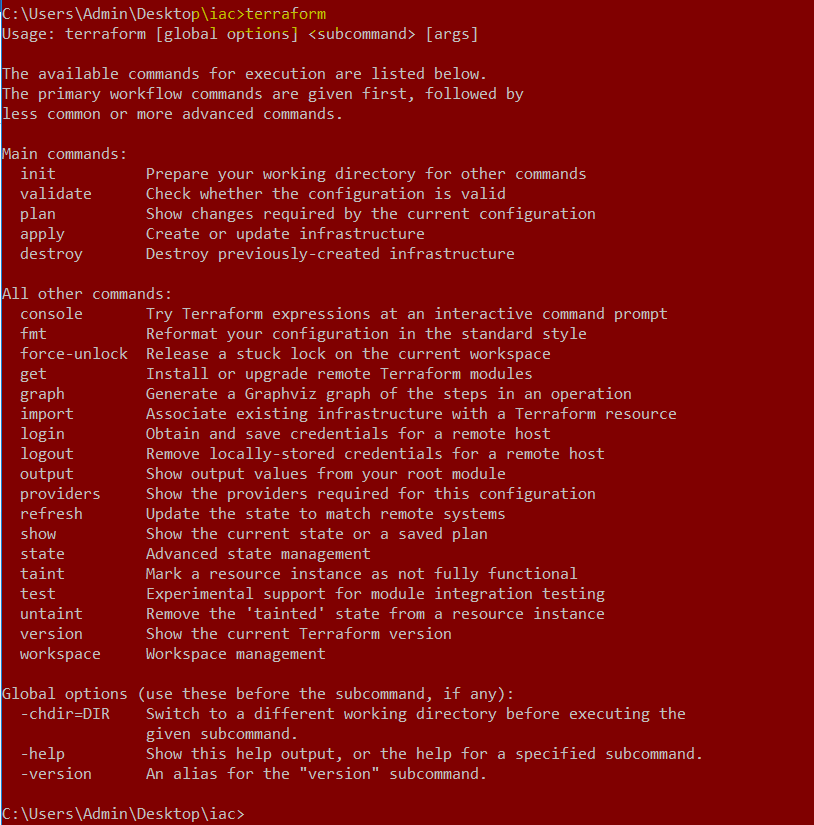 C:\Users\Admin\Desktop\iac>terraform
Usage: terraform [global options] <subcommand> [args]

The available commands for execution are listed below.
The primary workflow commands are given first, followed by
less common or more advanced commands.

Main commands:
  init          Prepare your working directory for other commands
  validate      Check whether the configuration is valid
  plan          Show changes required by the current configuration
  apply         Create or update infrastructure
  destroy       Destroy previously-created infrastructure

All other commands:
  console       Try Terraform expressions at an interactive command prompt
  fmt           Reformat your configuration in the standard style
  force-unlock  Release a stuck lock on the current workspace
  get           Install or upgrade remote Terraform modules
  graph         Generate a Graphviz graph of the steps in an operation
  import        Associate existing infrastructure with a Terraform resource
  login         Obtain and save credentials for a remote host
  logout        Remove locally-stored credentials for a remote host
  output        Show output values from your root module
  providers     Show the providers required for this configuration
  refresh       Update the state to match remote systems
  show          Show the current state or a saved plan
  state         Advanced state management
  taint         Mark a resource instance as not fully functional
  test          Experimental support for module integration testing
  untaint       Remove the 'tainted' state from a resource instance
  version       Show the current Terraform version
  workspace     Workspace management

Global options (use these before the subcommand, if any):
  -chdir=DIR    Switch to a different working directory before executing the
                given subcommand.
  -help         Show this help output, or the help for a specified subcommand.
  -version      An alias for the "version" subcommand.

C:\Users\Admin\Desktop\iac>